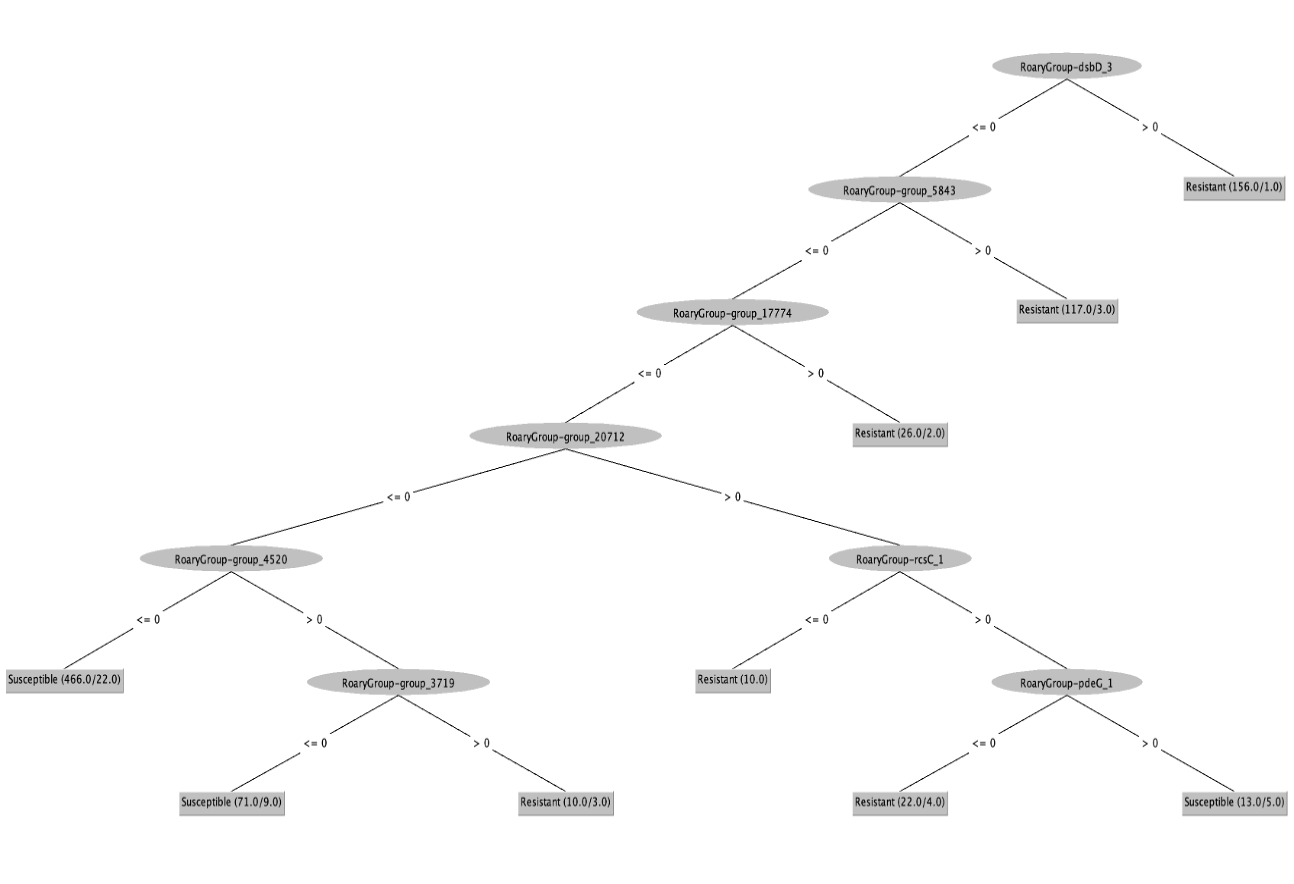 RoaryGroup-dsbD_3
<= 0
> 0
RoaryGroup-group_5843
Resistant (156.0/1.0)
<= 0
> 0
RoaryGroup-group_17774
Resistant (117.0/3.0)
<= 0
> 0
RoaryGroup-group_20712
Resistant (26.0/2.0)
<= 0
> 0
RoaryGroup-group_4520
RoaryGroup-rcsC_1
<= 0
> 0
<= 0
> 0
Susceptible (466.0/22.0)
RoaryGroup-group_3719
Resistant (10.0)
RoaryGroup-pdeG_1
<= 0
> 0
<= 0
> 0
Susceptible (71.0/9.0)
Resistant (10.0/3.0)
Resistant (22.0/4.0)
Susceptible (13.0/5.0)